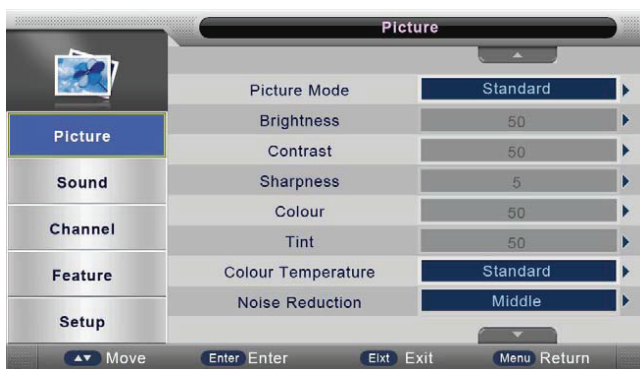 Picture
Picture
Sound
Channel
Feature
Setup
Picture Mode Standard
Brightness 50
Contrast 50
Sharpness 5
Colour 50
Tint 50
Colour Temperature Standard
Noise Reduction Middle
Move Enter Enter Eixt Exit Menu Return